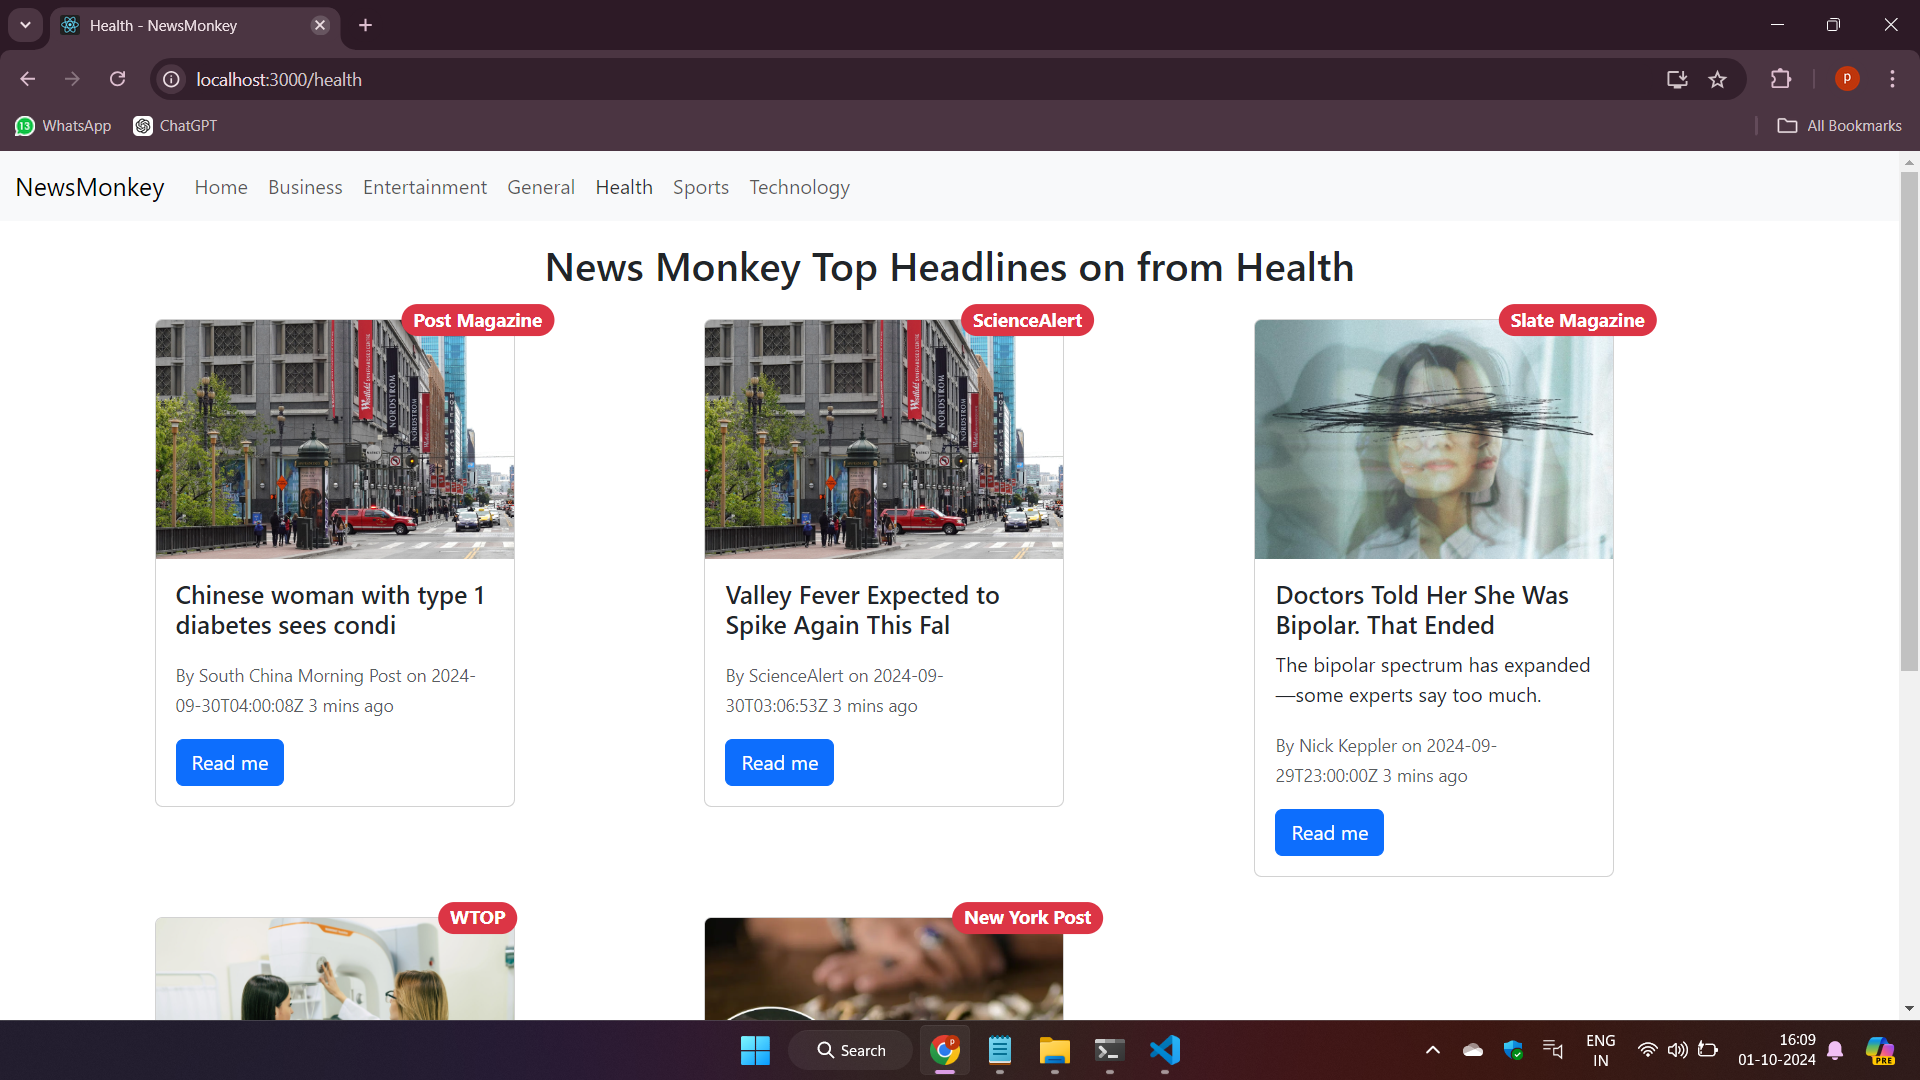 Health - NewsMonkey
localhost:3000/health
p
13 WhatsApp ChatGPT All Bookmarks
NewsMonkey Home Business Entertainment General Health Sports Technology
News Monkey Top Headlines on from Health
Post Magazine
NORDSTROM
Chinese woman with type 1
diabetes sees condi
By South China Morning Post on 2024-
09-30T04:00:08Z 3 mins ago
Read me
ScienceAlert
NORDSTROM
Valley Fever Expected to
Spike Again This Fal
By ScienceAlert on 2024-09-
30T03:06:53Z 3 mins ago
Read me
Slate Magazine
Doctors Told Her She Was
Bipolar. That Ended
The bipolar spectrum has expanded
—some experts say too much.
By Nick Keppler on 2024-09-
29T23:00:00Z 3 mins ago
Read me
WTOP
New York Post
Search
p
ENG
IN
16:09
01-10-2024
PRE